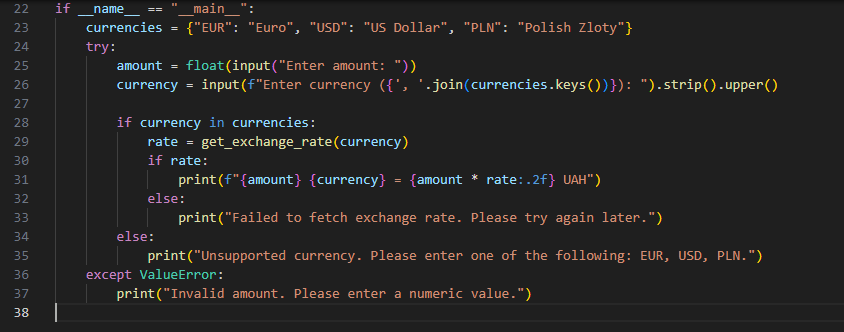 22 if __name__ == "__main__":
23     currencies = {"EUR": "Euro", "USD": "US Dollar", "PLN": "Polish Zloty"}
24     try:
25         amount = float(input("Enter amount: "))
26         currency = input(f"Enter currency ({', '.join(currencies.keys())}): ").strip().upper()
27
28         if currency in currencies:
29             rate = get_exchange_rate(currency)
30             if rate:
31                 print(f"{amount} {currency} = {amount * rate:.2f} UAH")
32             else:
33                 print("Failed to fetch exchange rate. Please try again later.")
34         else:
35             print("Unsupported currency. Please enter one of the following: EUR, USD, PLN.")
36     except ValueError:
37         print("Invalid amount. Please enter a numeric value.")
38